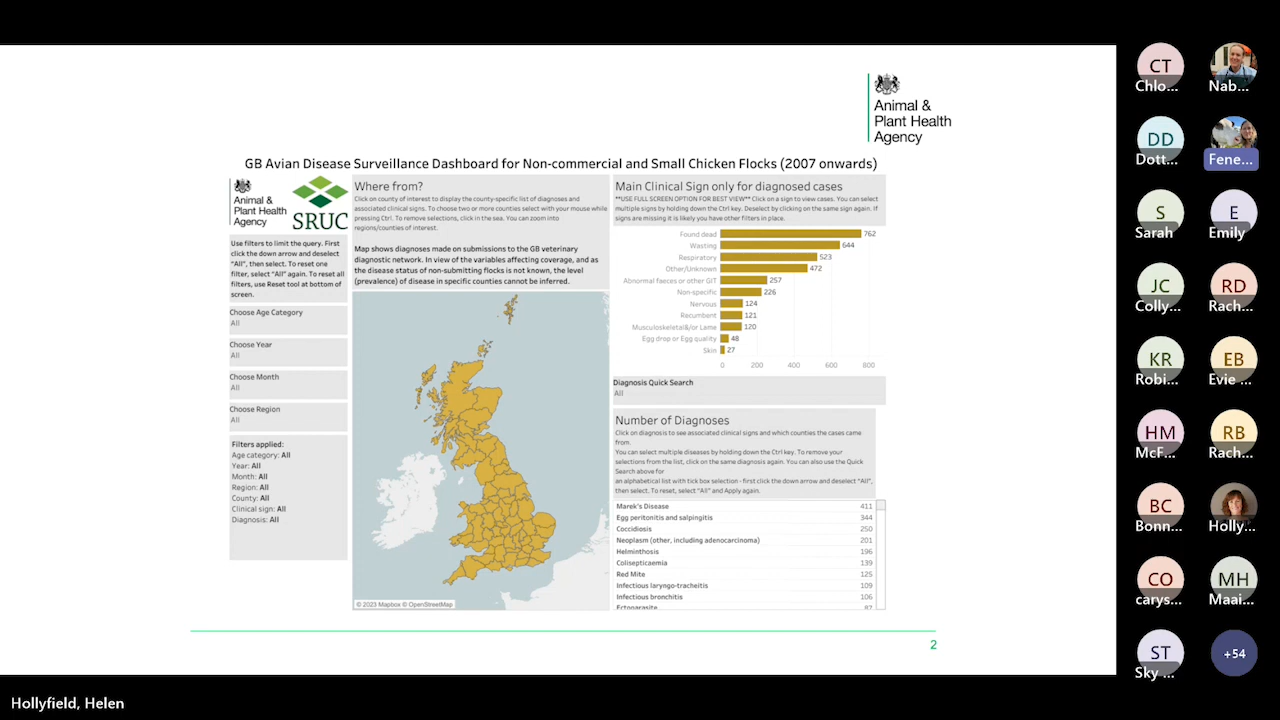 Animal &
Plant Health
Agency
GB Avian Disease Surveillance Dashboard for Non-commercial and Small Chicken Flocks (2007 onwards)
Animal &
Plant Health
Agency
SRUC
Use filters to limit the query. First
click the down arrow and deselect
"All", then select. To reset one
filter, select "All" again. To reset all
filters, use Reset tool at bottom of
screen.
Choose Age Category
All
Choose Year
All
Choose Month
All
Choose Region
All
Filters applied:
Age category: All
Year: All
Month: All
Region: All
County: All
Clinical sign: All
Diagnosis: All
Where from?
Click on county of interest to display the county-specific list of diagnoses and
associated clinical signs. To choose two or more counties select with your mouse while
pressing Ctrl. To remove selections, click in the sea. You can zoom into
regions/counties of interest.
Map shows diagnoses made on submissions to the GB veterinary
diagnostic network. In view of the variables affecting coverage, and as
the disease status of non-submitting flocks is not known, the level
(prevalence) of disease in specific counties cannot be inferred.
© 2023 Mapbox © OpenStreetMap
Main Clinical Sign only for diagnosed cases
**USE FULL SCREEN OPTION FOR BEST VIEW** Click on a sign to view cases. You can select
multiple signs by holding down the Ctrl key. Deselect by clicking on the same sign again. If
signs are missing it is likely you have other filters in place.
Found dead 762
Wasting 644
Respiratory 523
Other/Unknown 472
Abnormal faeces or other GIT 257
Non-specific 226
Nervous 124
Recumbent 121
Musculoskeletal&/or Lame 120
Egg drop or Egg quality 48
Skin 27
0 200 400 600 800
Diagnosis Quick Search
All
Number of Diagnoses
Click on diagnosis to see associated clinical signs and which counties the cases came
from.
You can select multiple diseases by holding down the Ctrl key. To remove your
selections from the list, click on the same diagnosis again. You can also use the Quick
Search above for
an alphabetical list with tick box selection - first click the down arrow and deselect "All",
then select. To reset, select "All" and Apply again.
Marek's Disease 411
Egg peritonitis and salpingitis 344
Coccidiosis 250
Neoplasm (other, including adenocarcinoma) 201
Helminthosis 196
Colisepticaemia 139
Red Mite 125
Infectious laryngo-tracheitis 109
Infectious bronchitis 106
Ectoparasite 87
2
CT
Chlo...
Nab...
DD
Dott...
Fene...
S
Sarah
E
Emily
JC
Colly...
RD
Rach...
KR
Robi...
EB
Evie ...
HM
McF...
RB
Rach...
BC
Bonn...
Holly...
CO
carys...
MH
Maai...
ST
Sky ...
+54
Hollyfield, Helen